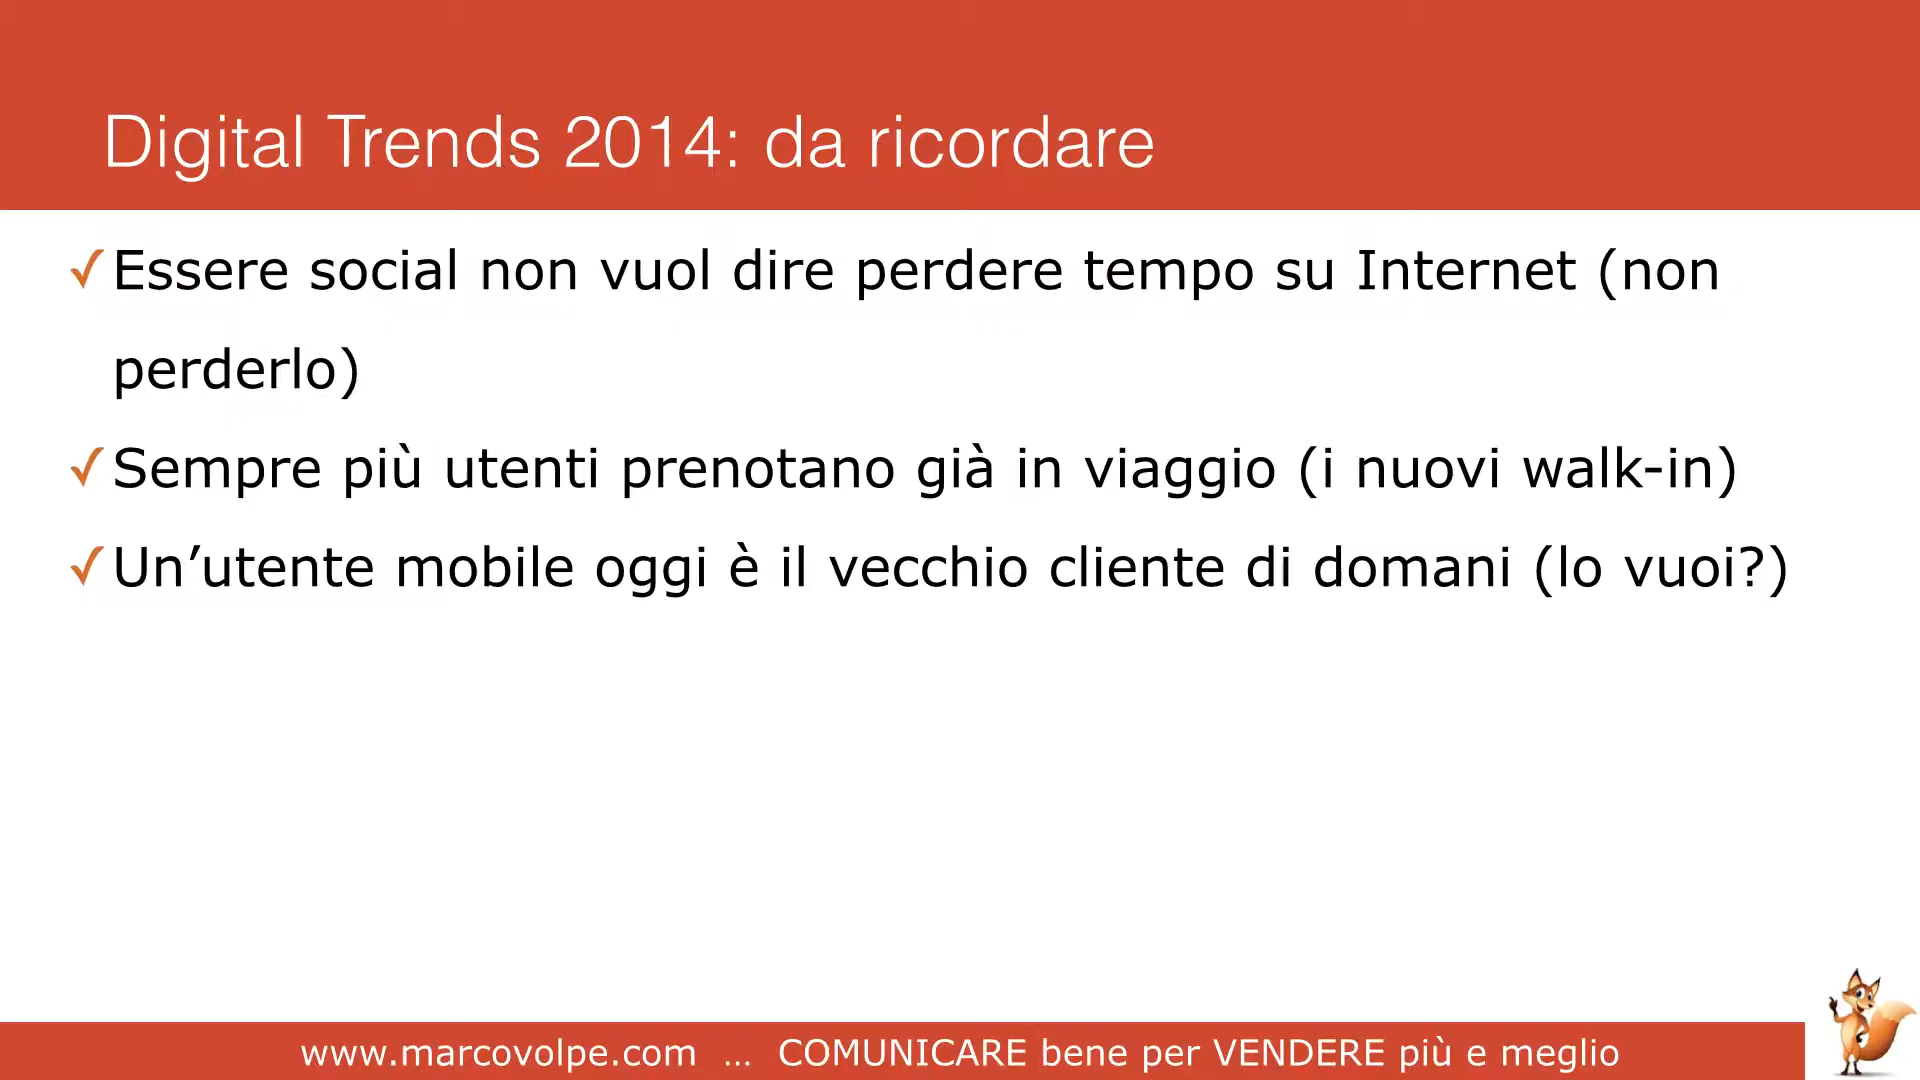 Digital Trends 2014: da ricordare
✓Essere social non vuol dire perdere tempo su Internet (non
perderlo)
✓Sempre più utenti prenotano già in viaggio (i nuovi walk-in)
✓Un’utente mobile oggi è il vecchio cliente di domani (lo vuoi?)
www.marcovolpe.com … COMUNICARE bene per VENDERE più e meglio